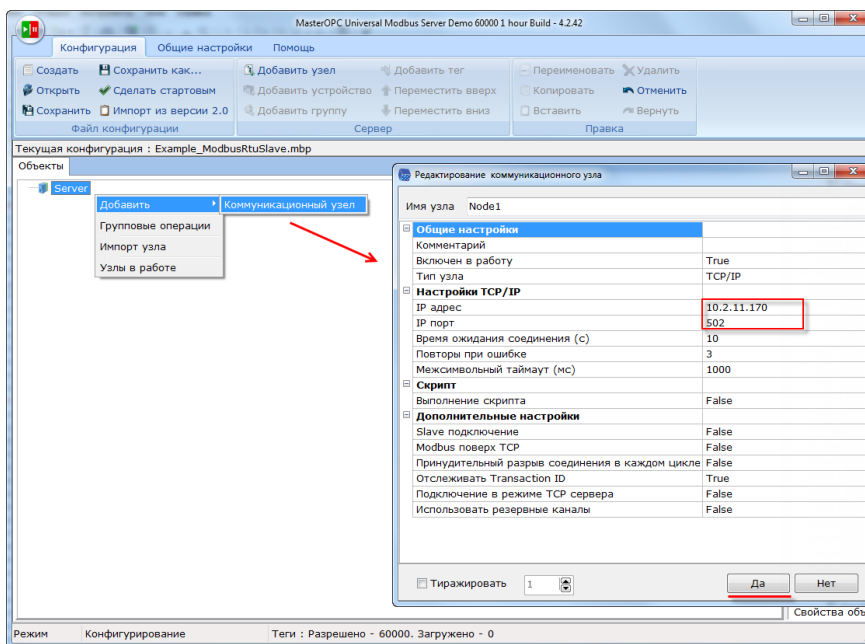 MasterOPC Universal Modbus Server Demo 60000 1 hour Build - 4.2.42
Конфигурация Общие настройки Помощь
Создать Сохранить как... Добавить узел Добавить тег Переименовать Удалить
Открыть Сделать стартовым Добавить устройство Переместить вверх Копировать Отменить
Сохранить Импорт из версии 2.0 Добавить группу Переместить вниз Вставить Вернуть
Файл конфигурации Сервер Правка
Текущая конфигурация : Example_ModbusRtuSlave.mbp
Объекты
Server
Добавить Коммуникационный узел
Групповые операции
Импорт узла
Узлы в работе
Редактирование коммуникационного узла
Имя узла Node1
Общие настройки
Комментарий
Включен в работу True
Тип узла TCP/IP
Настройки TCP/IP
IP адрес 10.2.11.170
IP порт 502
Время ожидания соединения (с) 10
Повторы при ошибке 3
Межсимвольный таймаут (мс) 1000
Скрипт
Выполнение скрипта False
Дополнительные настройки
Slave подключение False
Modbus поверх TCP False
Принудительный разрыв соединения в каждом цикле False
Отслеживать Transaction ID True
Подключение в режиме TCP сервера False
Использовать резервные каналы False
Тиражировать 1 Да Нет
Свойства объ
Режим Конфигурирование Теги : Разрешено - 60000. Загружено - 0